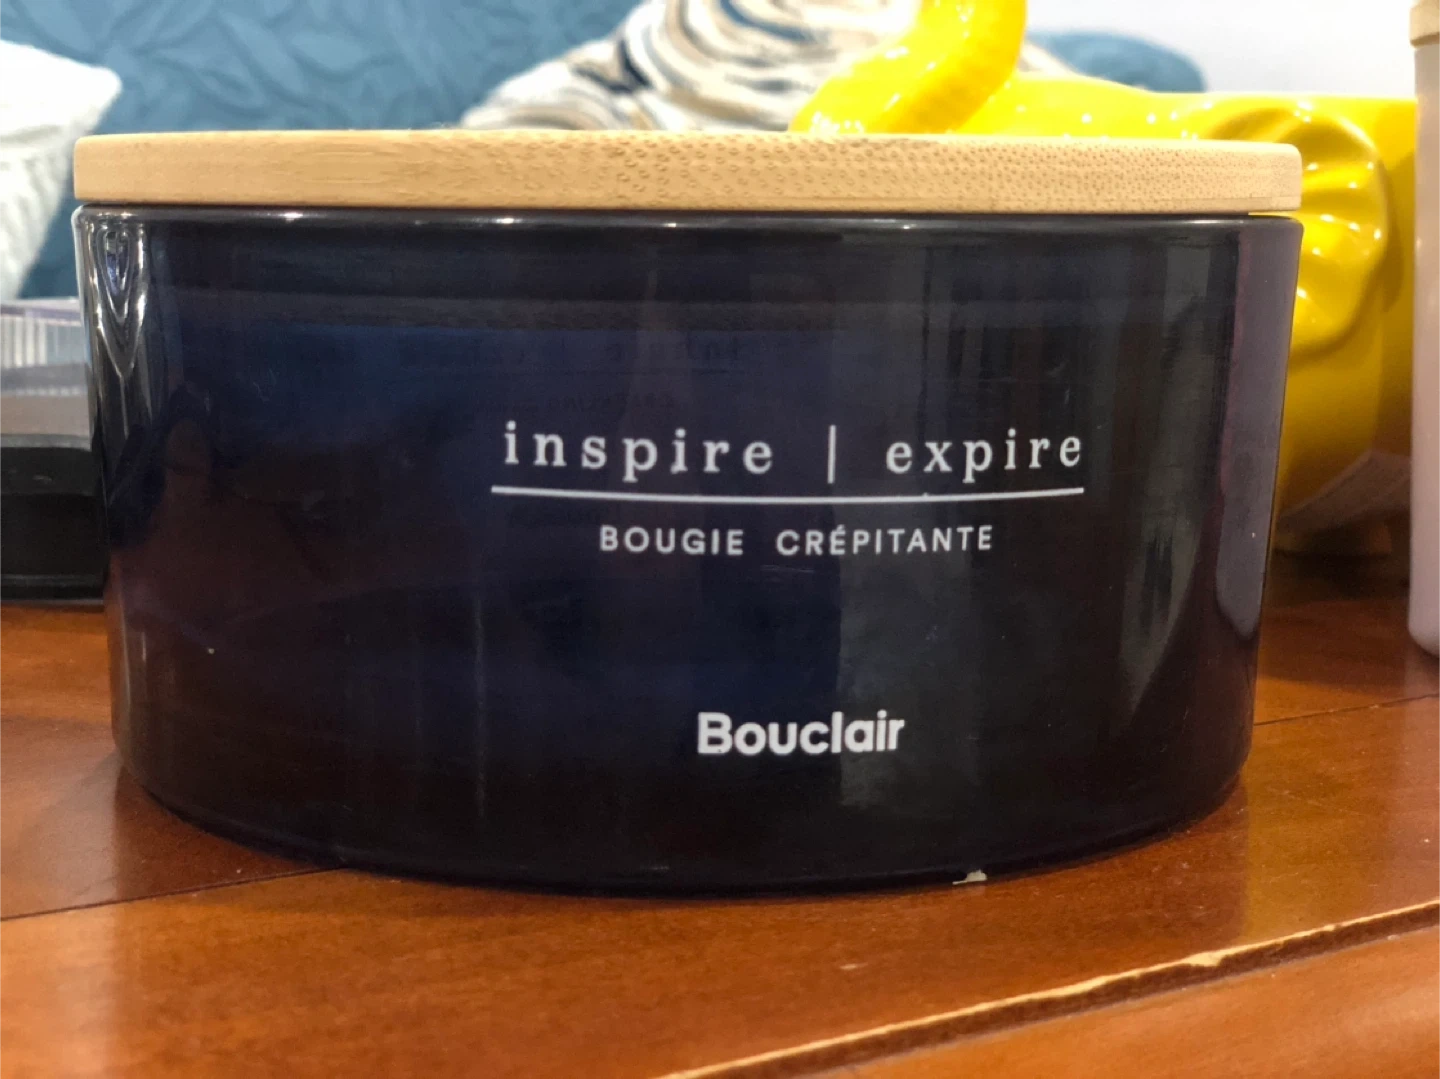 inspire | expire
BOUGIE CRÉPITANTE
Bouclair